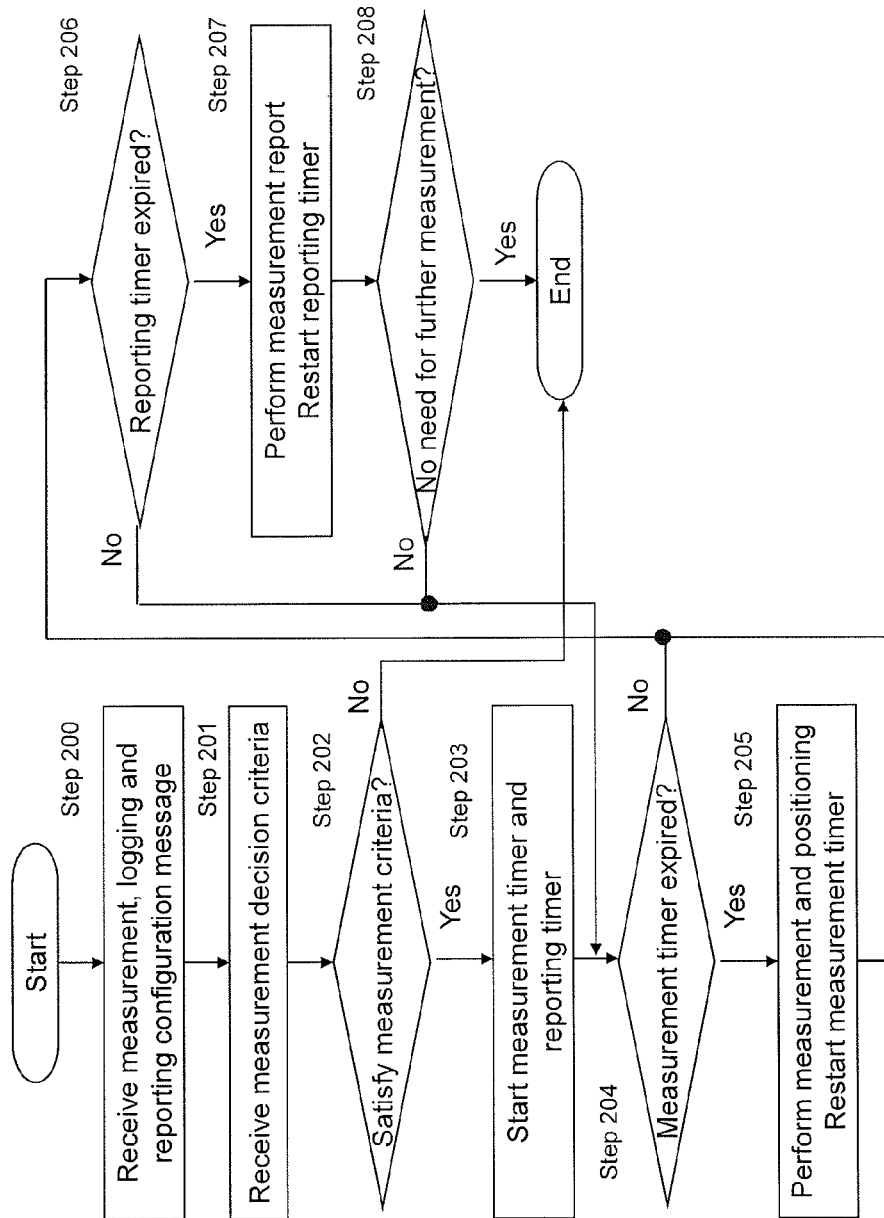 Start
Step 200
Receive measurement, logging and
reporting configuration message
Step 201
Receive measurement decision criteria
Step 202
Satisfy measurement criteria?
No
Yes
Step 203
Start measurement timer and
reporting timer
Step 204
Measurement timer expired?
No
Yes
Step 205
Perform measurement and positioning
Restart measurement timer
Step 206
Reporting timer expired?
No
Yes
Step 207
Perform measurement report
Restart reporting timer
Step 208
No need for further measurement?
No
Yes
End